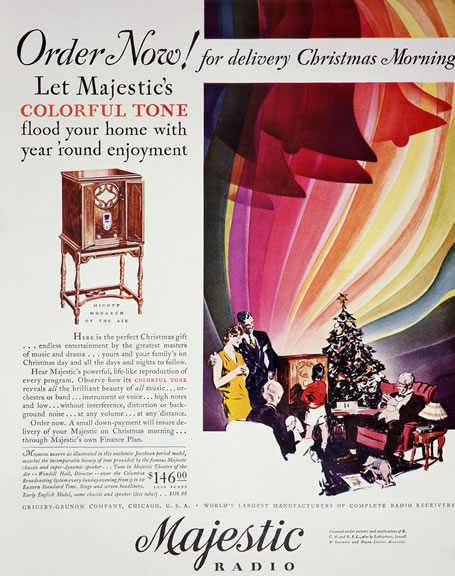 Order Now! for delivery Christmas Morning
Let Majestic's
COLORFUL TONE
flood your home with
year 'round enjoyment
MIGHTY
MONARCH
OF THE AIR
HERE is the perfect Christmas gift
... endless entertainment by the greatest masters
of music and drama ... yours and your family's on
Christmas day and all the days and nights to follow.
Hear Majestic's powerful, life-like reproduction of
every program. Observe how its COLORFUL TONE
reveals all the brilliant beauty of all music...or-
chestra or band ... instrument or voice ... high notes
and low...without interference, distortion or back-
ground noise ... at any volume... at any distance.
Order now. A small down-payment will insure de-
livery of your Majestic on Christmas morning ...
through Majestic's own Finance Plan.
MAJESTIC BEAUTY as illustrated in this authentic Jacobean period model,
matches the incomparable beauty of tone provided by the famous Majestic
chassis and super-dynamic speaker ... Tune in Majestic Theatre of the
Air Wendell Hall, Director over the Columbia
Broadcasting System every Sunday evening from 9 to
Eastern Standard Time. Stage and screen headliners.
$146.00
LESS TUBES
Early English Model, same chassis and speaker (less tubes) . . $116.00
GRIGSBY-GRUNOW COMPANY, CHICAGO, U. S. A. • WORLD'S LARGEST MANUFACTURERS OF COMPLETE RADIO RECEIVERS
Majestic
RADIO
Licensed under patents and applications of R.
C. A. and R. F. L., also by Lektophone, Lowell